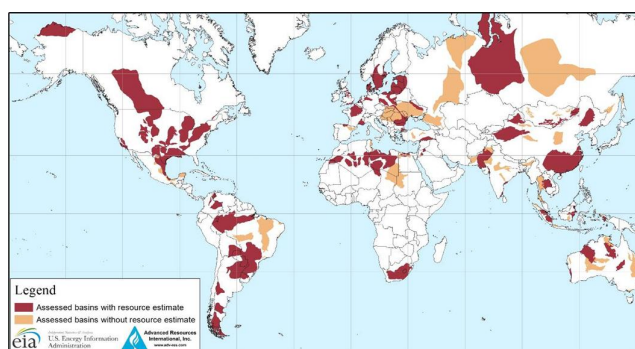 Legend
Assessed basins with resource estimate
Assessed basins without resource estimate
eia
U.S. Energy Information
Administration
Advanced Resources
International, Inc.
www.adv-res.com